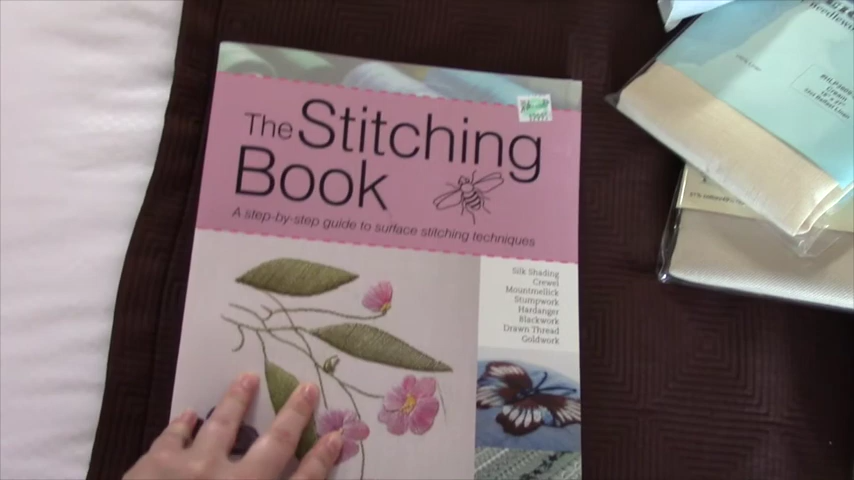 The Stitching
Book
A step-by-step guide to surface stitching techniques
Silk Shading
Crewel
Mountmellick
Stumpwork
Hardanger
Blackwork
Drawn Thread
Goldwork
Cream